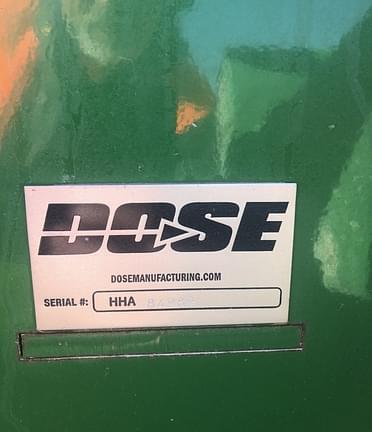 DOSE
DOSEMANUFACTURING.COM
SERIAL #: HHA